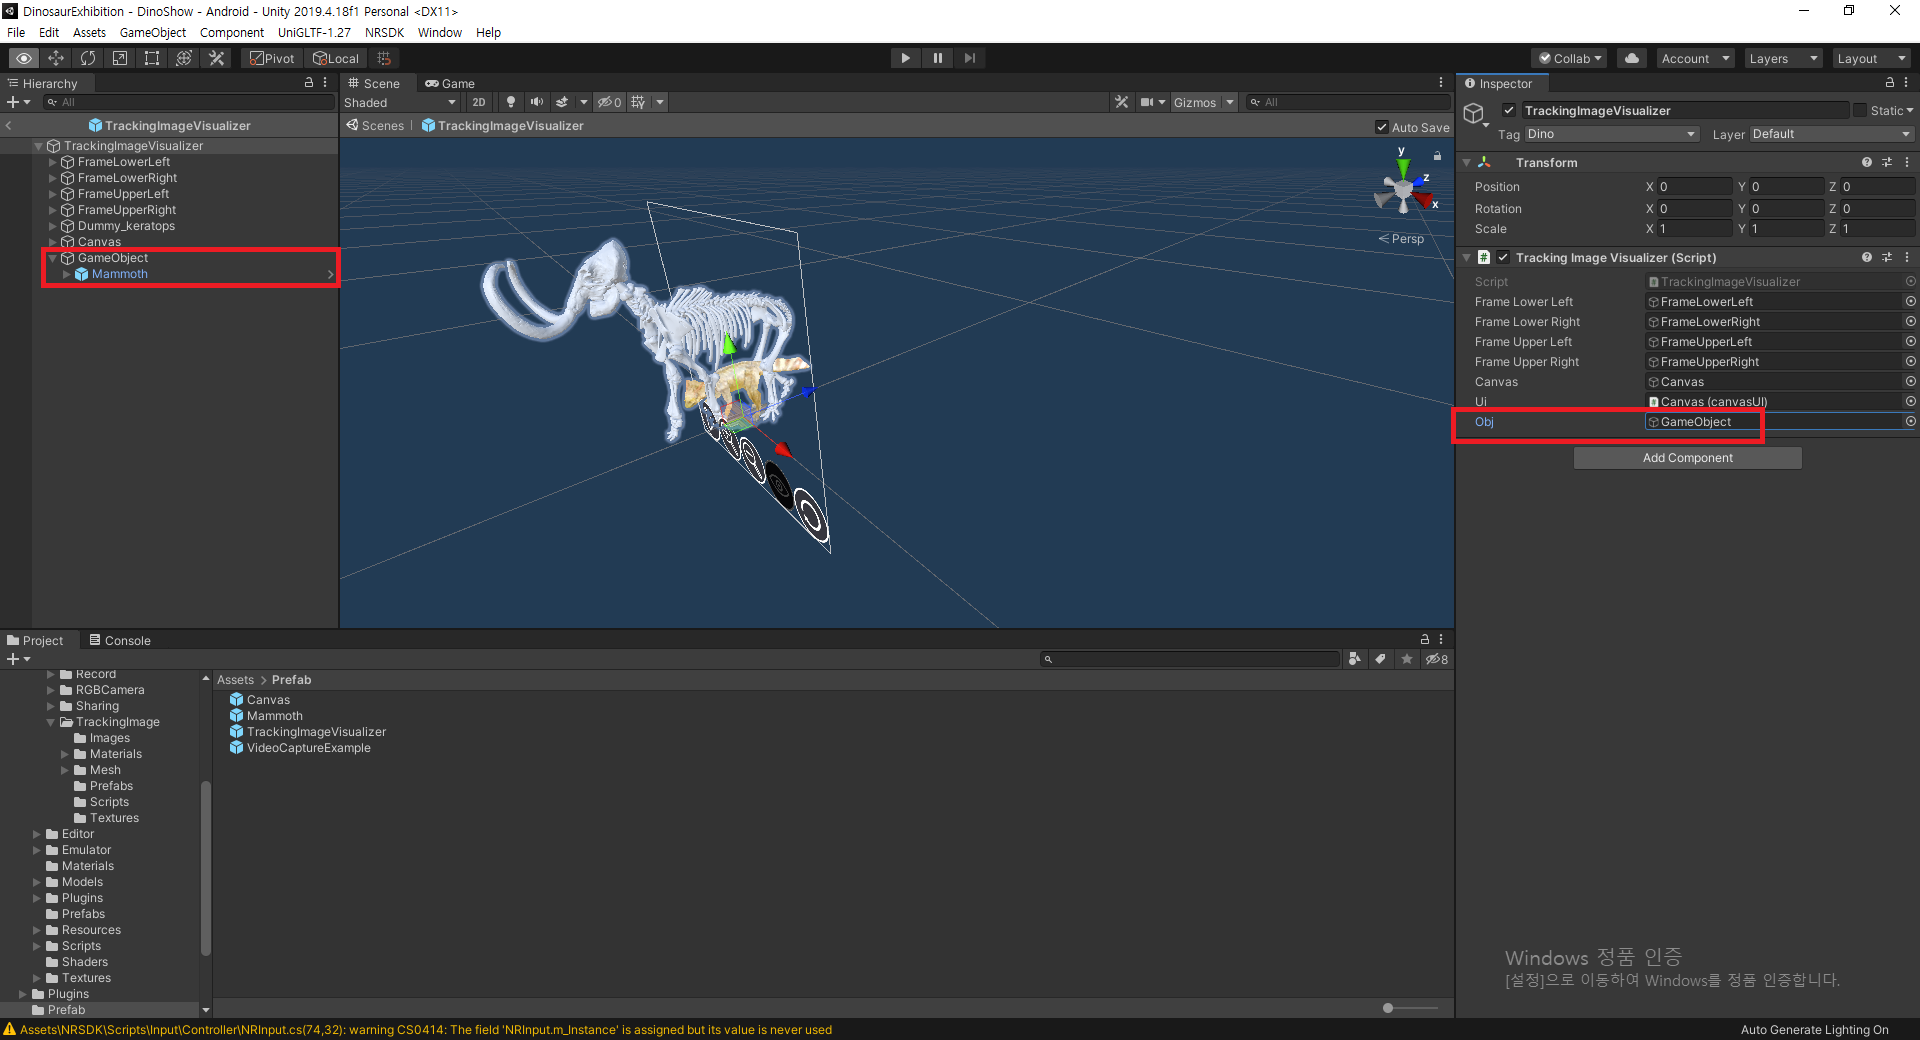 DinosaurExhibition - DinoShow - Android - Unity 2019.4.18f1 Personal <DX11>
File Edit Assets GameObject Component UniGLTF-1.27 NRSDK Window Help
Pivot Local Collab Account Layers Layout
Hierarchy
All
TrackingImageVisualizer
TrackingImageVisualizer
FrameLowerLeft
FrameLowerRight
FrameUpperLeft
FrameUpperRight
Dummy_keratops
Canvas
GameObject
Mammoth
Scene Game
Shaded 2D 0 Gizmos All
Scenes TrackingImageVisualizer Auto Save
y
z
x
Persp
Inspector
TrackingImageVisualizer Static
Tag Dino Layer Default
Transform
Position X 0 Y 0 Z 0
Rotation X 0 Y 0 Z 0
Scale X 1 Y 1 Z 1
# Tracking Image Visualizer (Script)
Script TrackingImageVisualizer
Frame Lower Left FrameLowerLeft
Frame Lower Right FrameLowerRight
Frame Upper Left FrameUpperLeft
Frame Upper Right FrameUpperRight
Canvas Canvas
Ui Canvas (canvasUI)
Obj GameObject
Add Component
Project Console
8
Record
RGBCamera
Sharing
TrackingImage
Images
Materials
Mesh
Prefabs
Scripts
Textures
Editor
Emulator
Materials
Models
Plugins
Prefabs
Resources
Scripts
Shaders
Textures
Plugins
Prefab
Assets > Prefab
Canvas
Mammoth
TrackingImageVisualizer
VideoCaptureExample
Windows 정품 인증
[설정]으로 이동하여 Windows를 정품 인증합니다.
Assets\NRSDK\Scripts\Input\Controller\NRInput.cs(74,32): warning CS0414: The field 'NRInput.m_Instance' is assigned but its value is never used
Auto Generate Lighting On